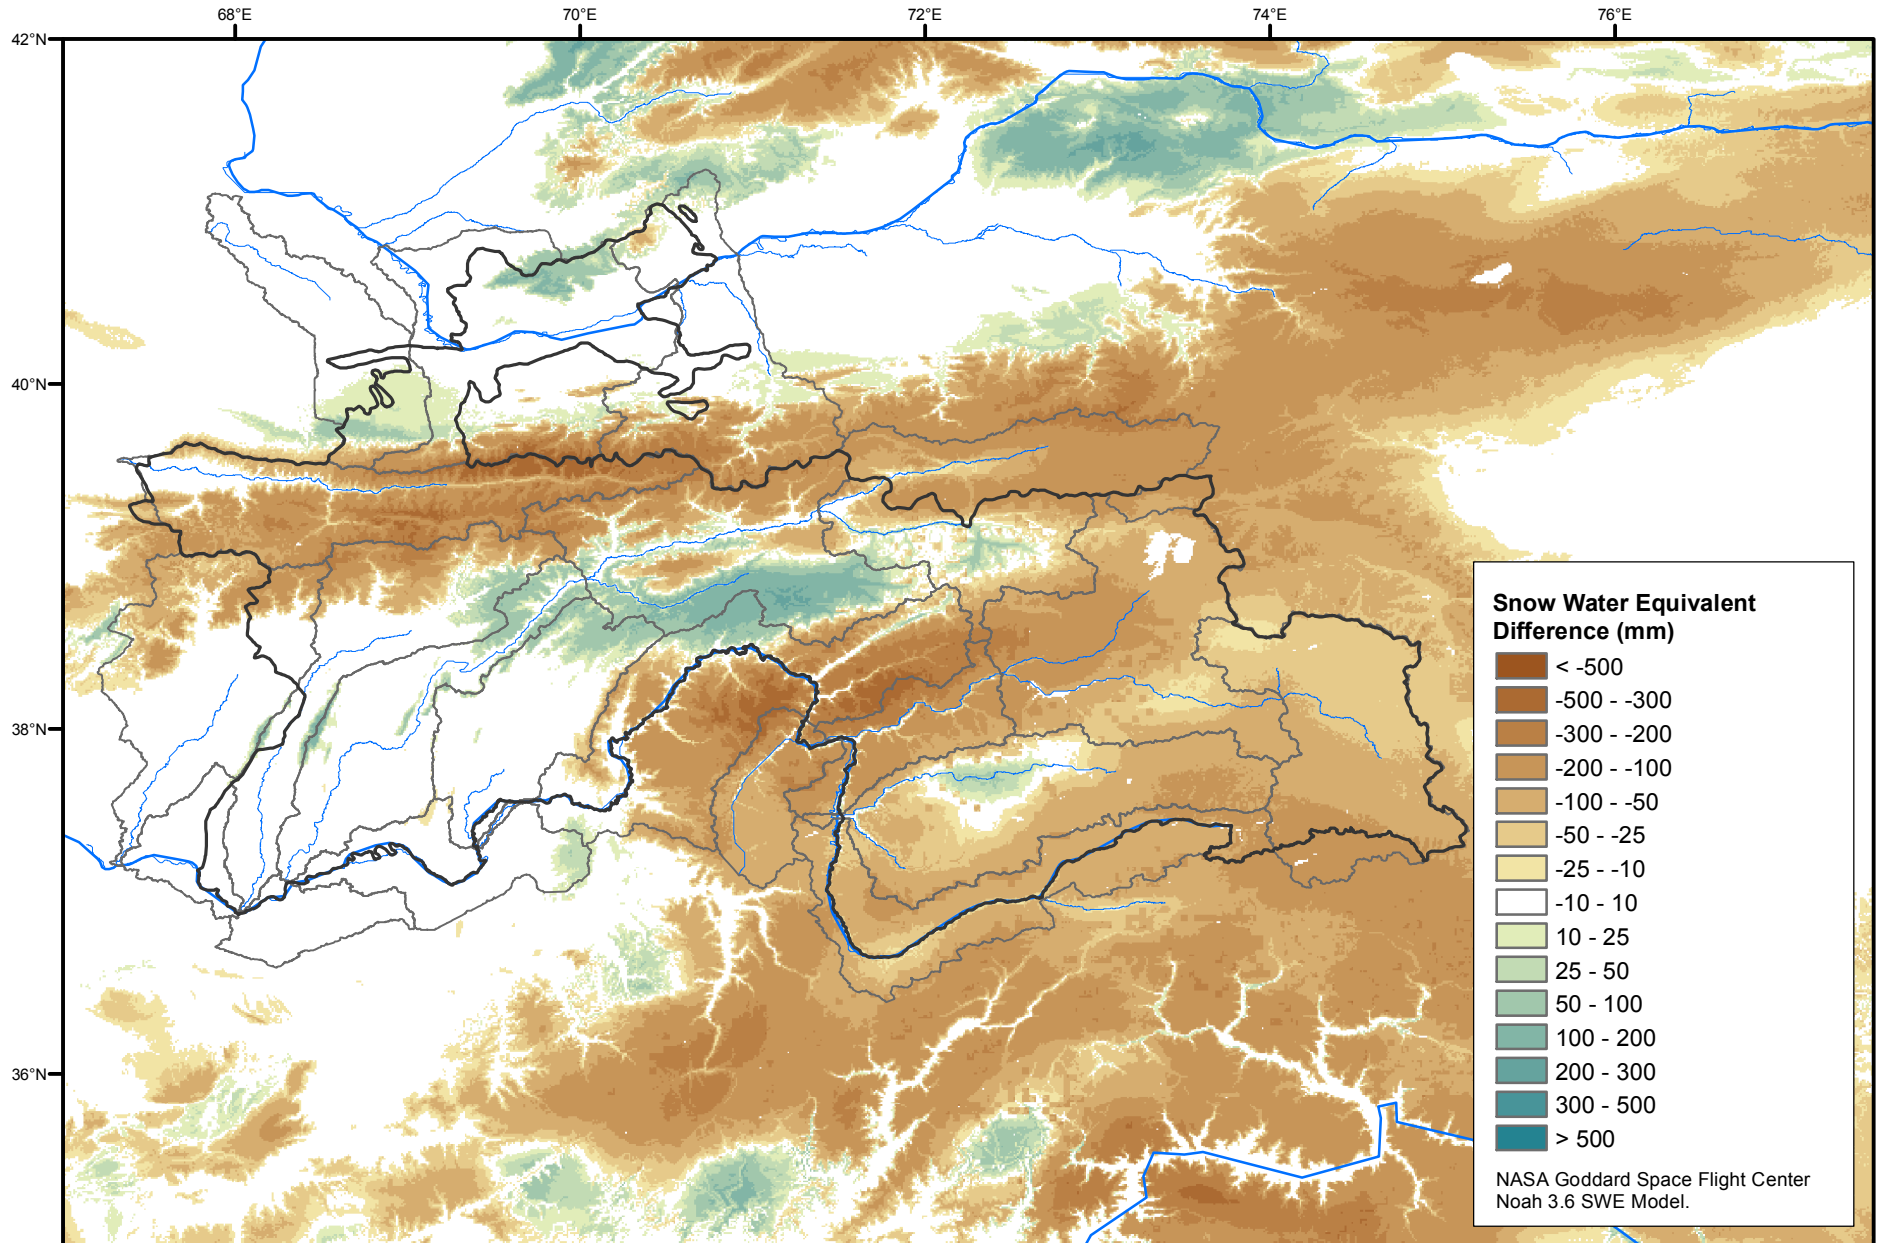 68°E 70°E 72°E 74°E 76°E
42°N
40°N
38°N
36°N
Snow Water Equivalent
Difference (mm)
< -500
-500 - -300
-300 - -200
-200 - -100
-100 - -50
-50 - -25
-25 - -10
-10 - 10
10 - 25
25 - 50
50 - 100
100 - 200
200 - 300
300 - 500
> 500
NASA Goddard Space Flight Center
Noah 3.6 SWE Model.